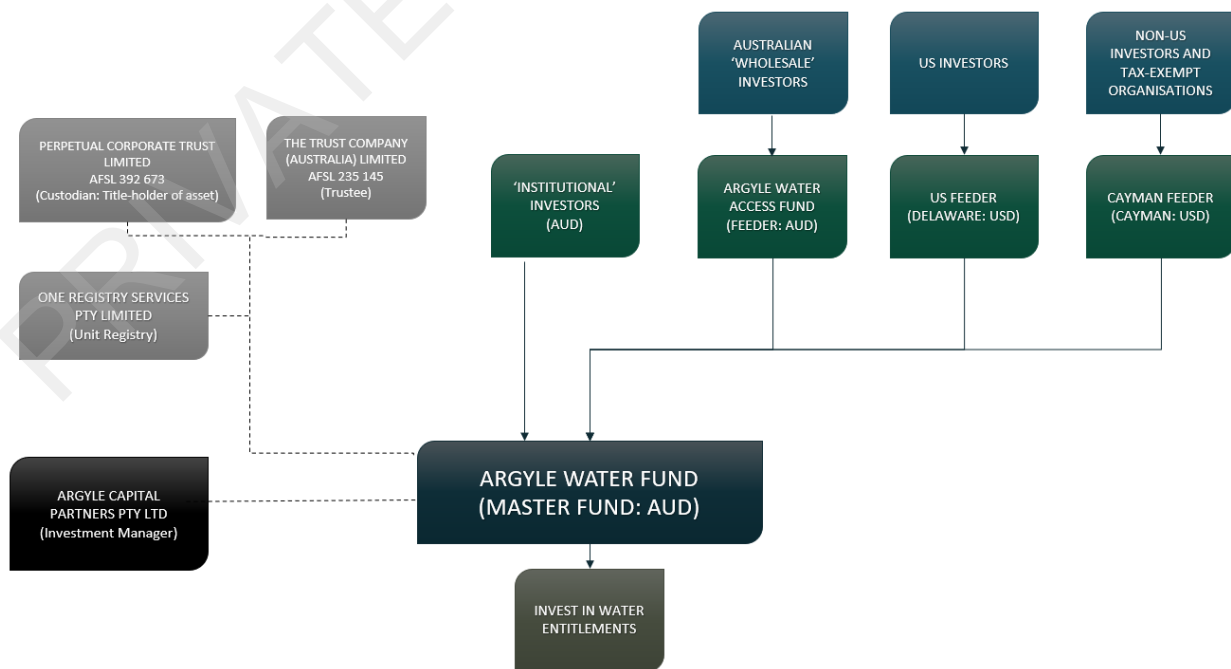 AUSTRALIAN
'WHOLESALE'
INVESTORS
US INVESTORS
NON-US
INVESTORS AND
TAX-EXEMPT
ORGANISATIONS
PERPETUAL CORPORATE TRUST
LIMITED
AFSL 392 673
(Custodian: Title-holder of asset)
THE TRUST COMPANY
(AUSTRALIA) LIMITED
AFSL 235 145
(Trustee)
'INSTITUTIONAL'
INVESTORS
(AUD)
ARGYLE WATER
ACCESS FUND
(FEEDER: AUD)
US FEEDER
(DELAWARE: USD)
CAYMAN FEEDER
(CAYMAN: USD)
ONE REGISTRY SERVICES
PTY LIMITED
(Unit Registry)
ARGYLE CAPITAL
PARTNERS PTY LTD
(Investment Manager)
ARGYLE WATER FUND
(MASTER FUND: AUD)
INVEST IN WATER
ENTITLEMENTS
PRIVATE